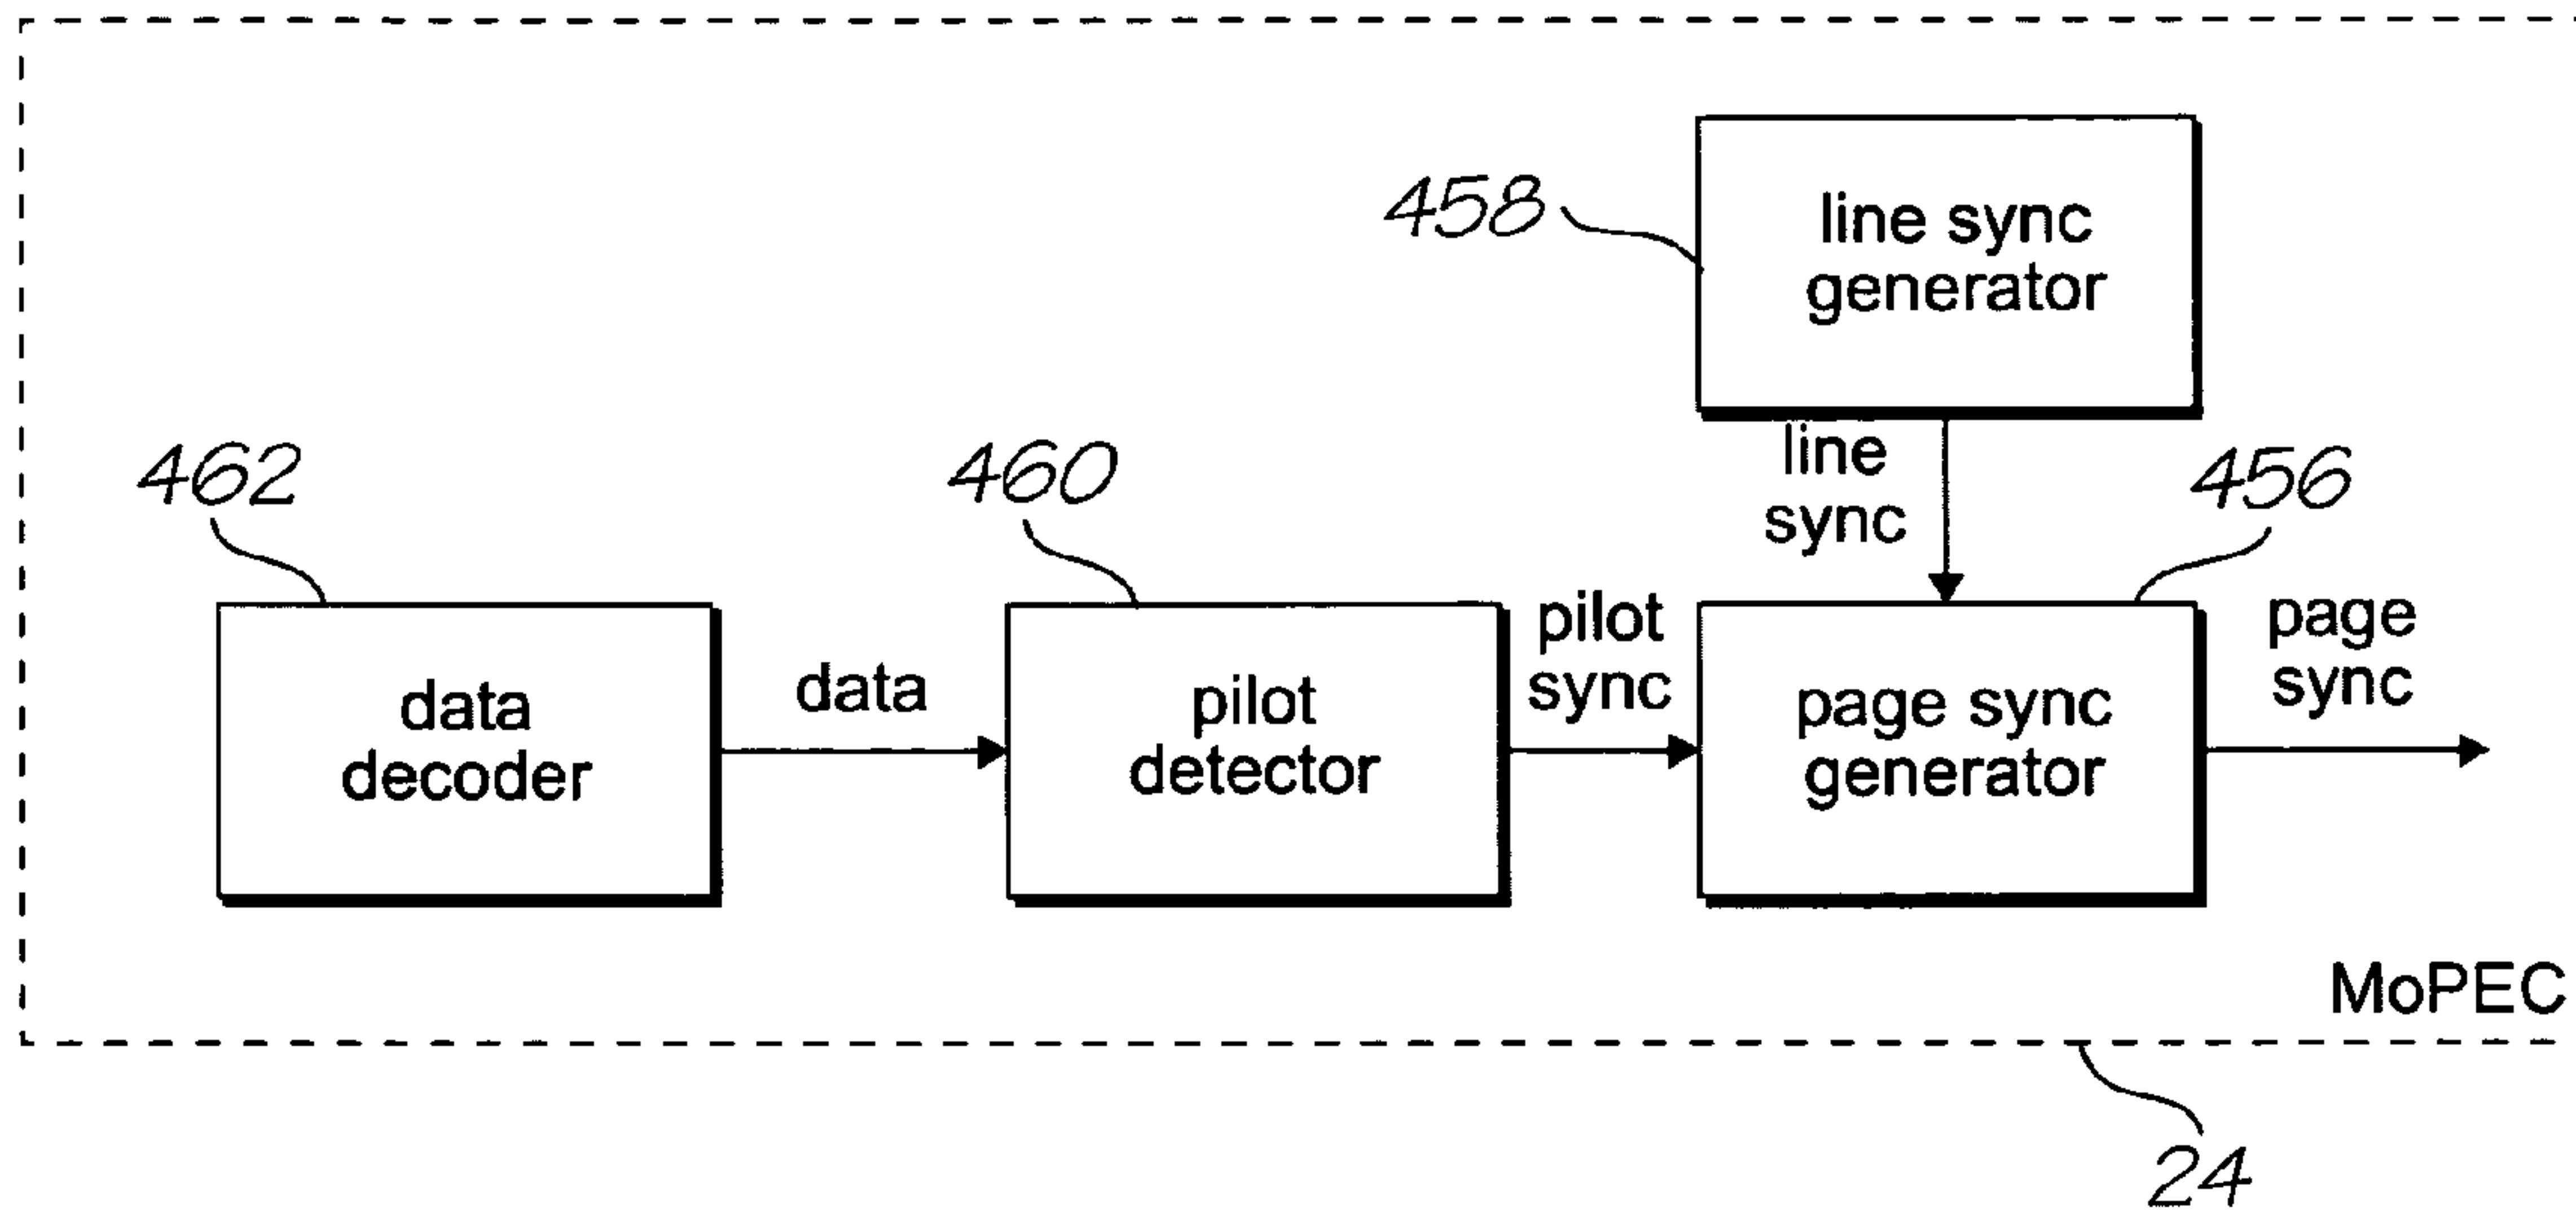 458
line sync
generator
line
sync
462
460
456
data
decoder
data
pilot
detector
pilot
sync
page sync
generator
page
sync
MoPEC
24